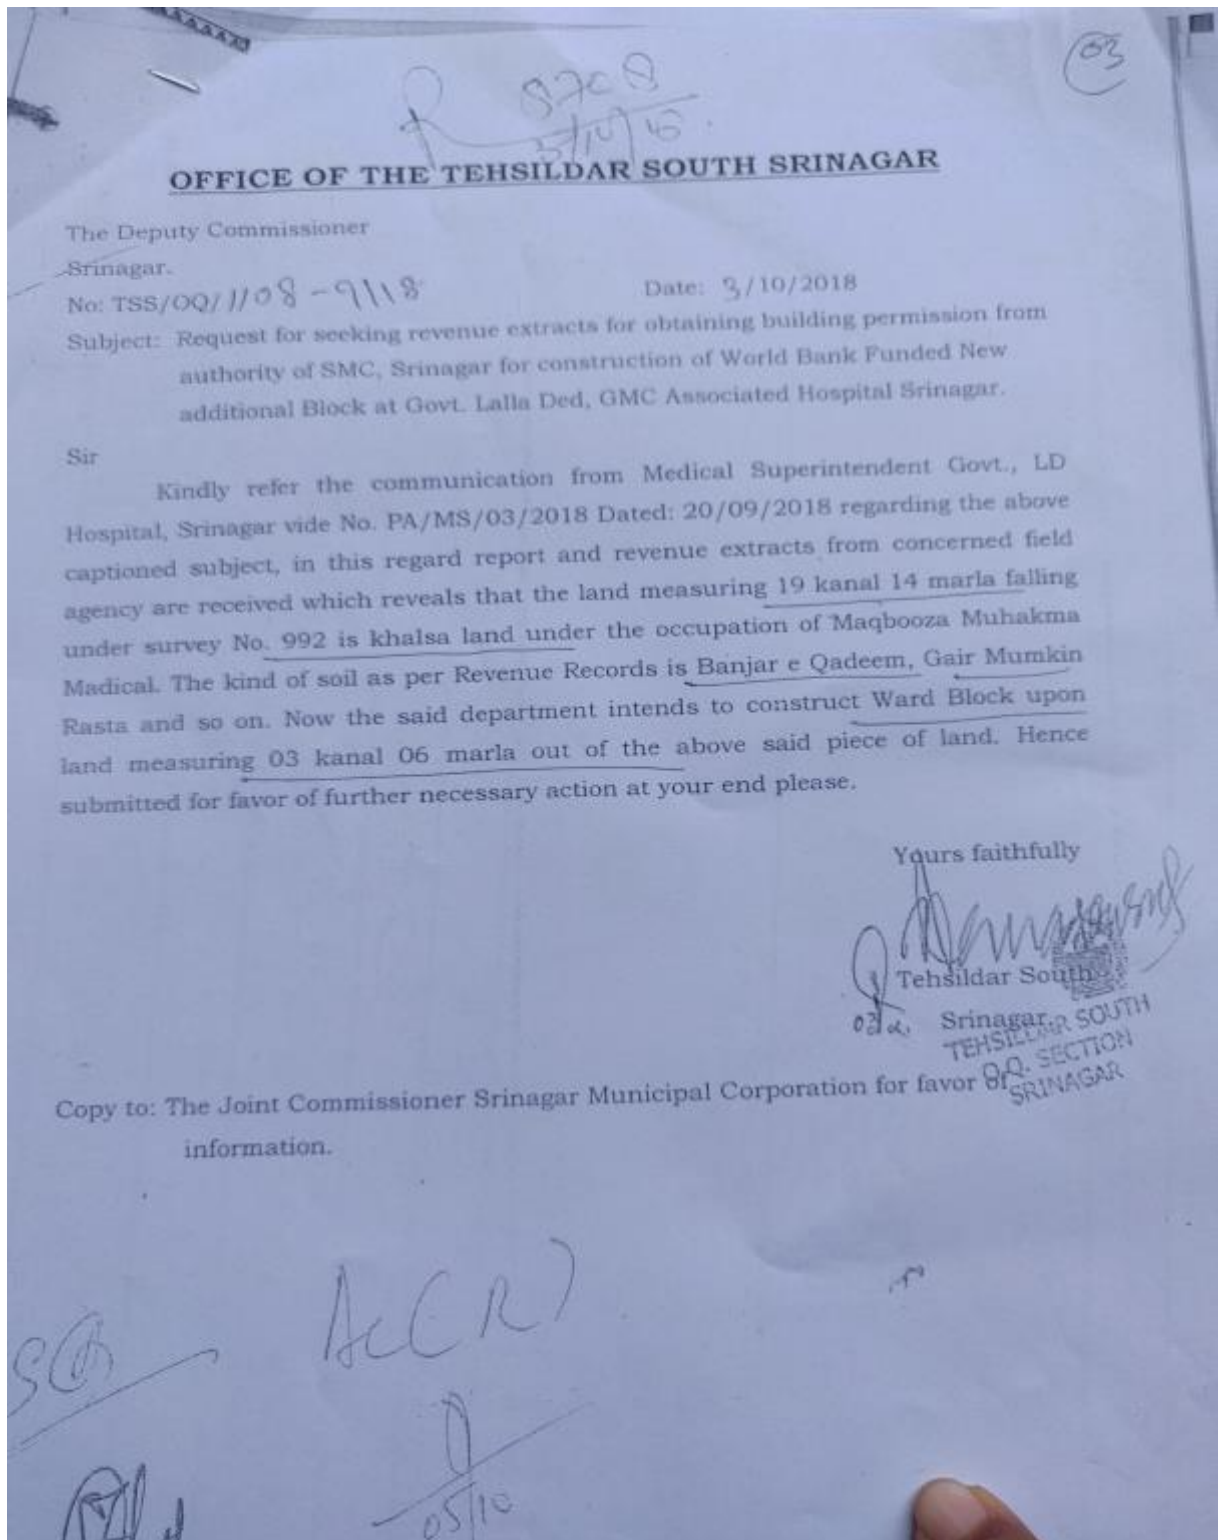 03
OFFICE OF THE TEHSILDAR SOUTH SRINAGAR
The Deputy Commissioner
Srinagar.
No: TSS/OQ/1108-9118
Date: 3/10/2018
Subject: Request for seeking revenue extracts for obtaining building permission from
authority of SMC, Srinagar for construction of World Bank Funded New
additional Block at Govt. Lalla Ded, GMC Associated Hospital Srinagar.
Sir
Kindly refer the communication from Medical Superintendent Govt., LD
Hospital, Srinagar vide No. PA/MS/03/2018 Dated: 20/09/2018 regarding the above
captioned subject, in this regard report and revenue extracts from concerned field
agency are received which reveals that the land measuring 19 kanal 14 marla falling
under survey No. 992 is khalsa land under the occupation of Maqbooza Muhakma
Madical. The kind of soil as per Revenue Records is Banjar e Qadeem, Gair Mumkin
Rasta and so on. Now the said department intends to construct Ward Block upon
land measuring 03 kanal 06 marla out of the above said piece of land. Hence
submitted for favor of further necessary action at your end please.
Yours faithfully
Tehsildar South
Srinagar.
TEHSILDAR SOUTH
O.Q. SECTION
SRINAGAR
Copy to: The Joint Commissioner Srinagar Municipal Corporation for favor of
information.
AC(R)
05/10